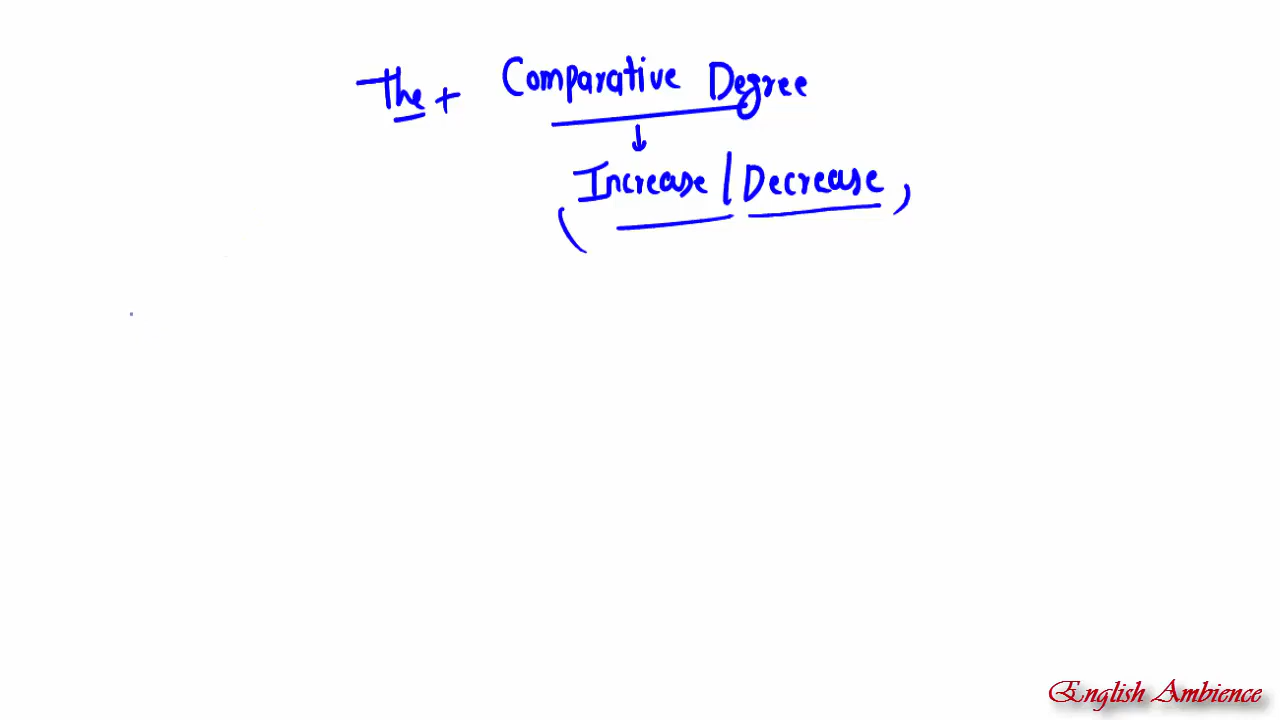 The + Comparative Degree
(Increase / Decrease)
English Ambience